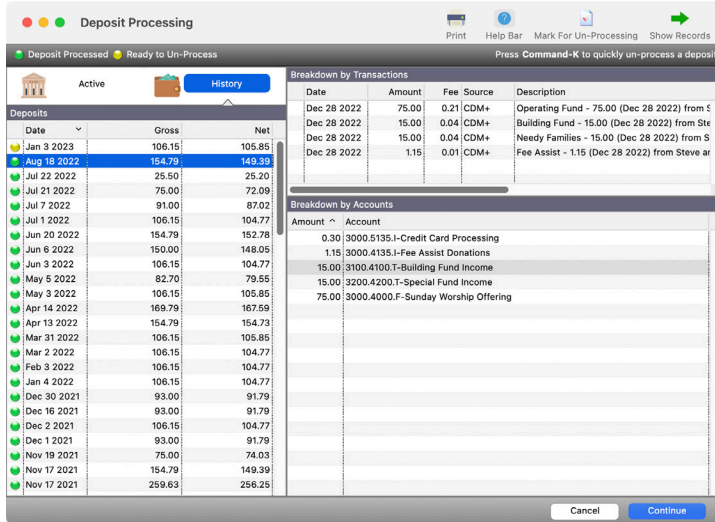 Deposit Processing
Print
Help Bar
Mark For Un-Processing
Show Records
Deposit Processed
Ready to Un-Process
Press Command-K to quickly un-process a deposit
Active
History
Deposits
Date Gross Net
Jan 3 2023 106.15 105.85
Aug 18 2022 154.79 149.39
Jul 22 2022 25.50 25.20
Jul 21 2022 75.00 72.09
Jul 7 2022 91.00 87.02
Jul 1 2022 106.15 104.77
Jun 20 2022 154.79 152.78
Jun 6 2022 150.00 148.05
Jun 3 2022 106.15 104.77
May 5 2022 82.70 79.55
May 3 2022 106.15 105.85
Apr 14 2022 169.79 167.59
Apr 13 2022 154.79 154.73
Mar 31 2022 106.15 105.85
Mar 2 2022 106.15 104.77
Feb 3 2022 106.15 104.77
Jan 4 2022 106.15 104.77
Dec 30 2021 93.00 91.79
Dec 16 2021 93.00 91.79
Dec 2 2021 106.15 104.77
Dec 1 2021 93.00 91.79
Nov 19 2021 75.00 74.03
Nov 17 2021 154.79 149.39
Nov 17 2021 259.63 256.25
Breakdown by Transactions
Date Amount Fee Source Description
Dec 28 2022 75.00 0.21 CDM+ Operating Fund - 75.00 (Dec 28 2022) from S
Dec 28 2022 15.00 0.04 CDM+ Building Fund - 15.00 (Dec 28 2022) from Ste
Dec 28 2022 15.00 0.04 CDM+ Needy Families - 15.00 (Dec 28 2022) from S
Dec 28 2022 1.15 0.01 CDM+ Fee Assist - 1.15 (Dec 28 2022) from Steve ar
Breakdown by Accounts
Amount Account
0.30 3000.5135.I-Credit Card Processing
1.15 3000.4135.I-Fee Assist Donations
15.00 3100.4100.T-Building Fund Income
15.00 3200.4200.T-Special Fund Income
75.00 3000.4000.F-Sunday Worship Offering
Cancel
Continue